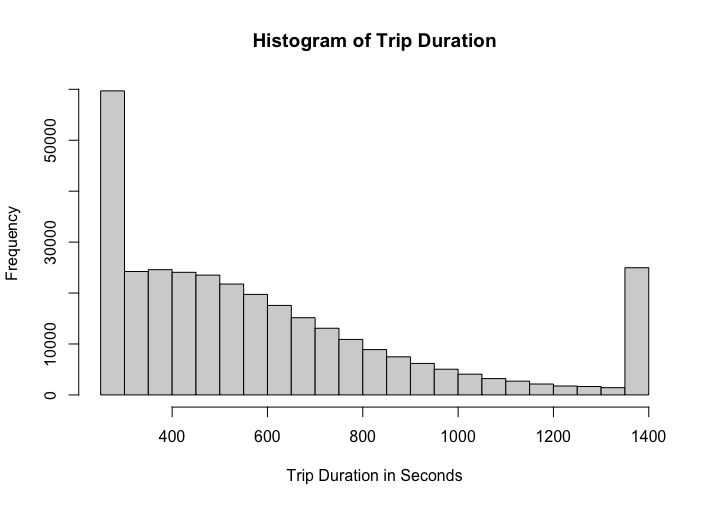 Histogram of Trip Duration
Frequency
50000
30000
10000
0
400 600 800 1000 1200 1400
Trip Duration in Seconds